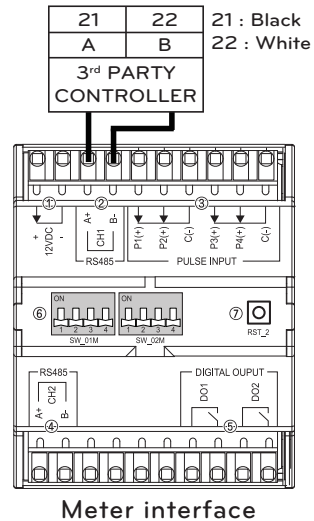 21 22 21 : Black
A B 22 : White
3rd PARTY
CONTROLLER
① ② ③
+ 12VDC -
A+ CH1 B-
P1(+) P2(+) C(-) P3(+) P4(+) C(-)
RS485 PULSE INPUT
⑥ ON ON ⑦
1 2 3 4 1 2 3 4
SW_01M SW_02M RST_2
RS485 DIGITAL OUPUT
A+ CH2 B- DO1 DO2
④ ⑤
Meter interface